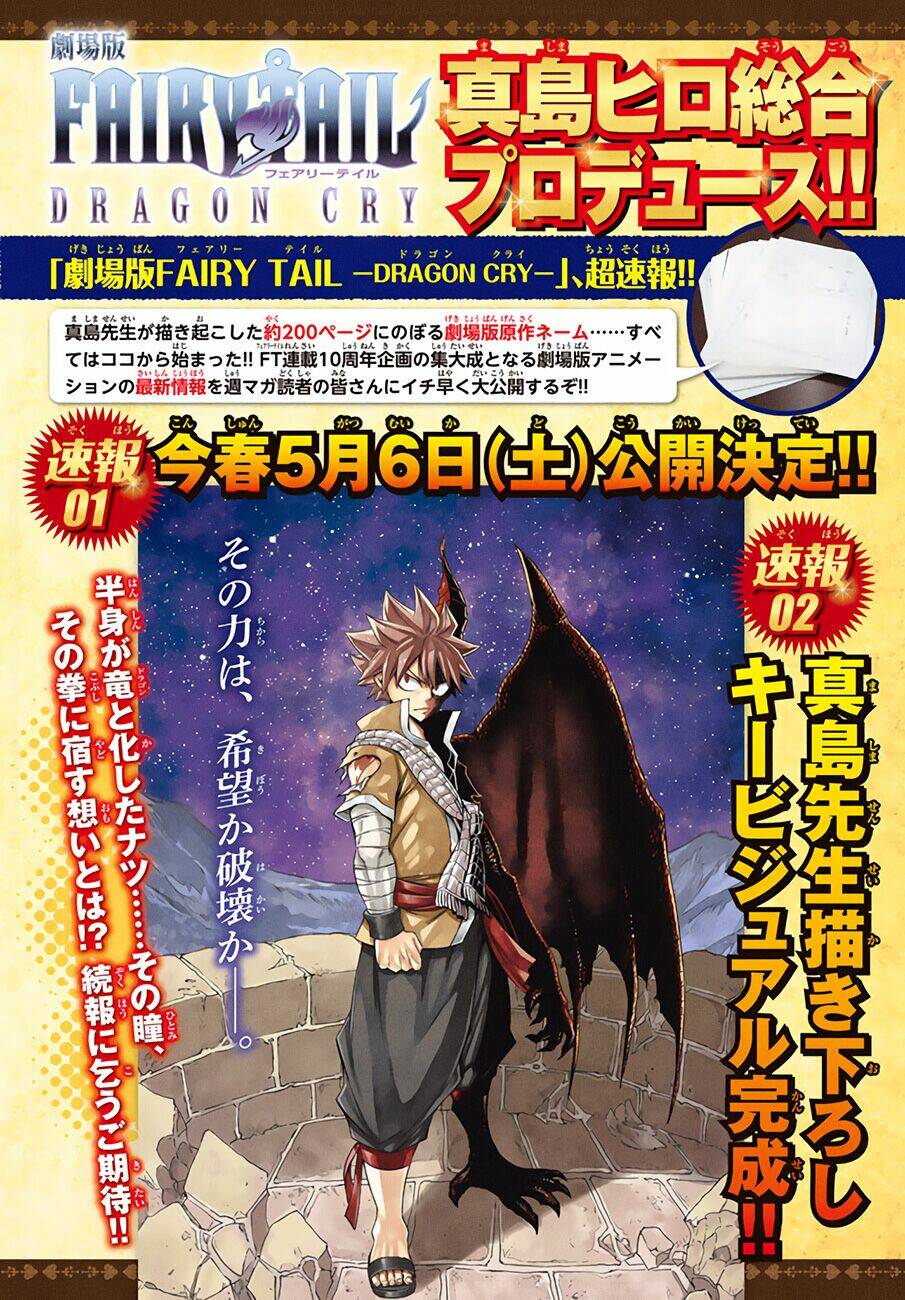 劇場版
FAIRY TAIL
フェアリーテイル
DRAGON CRY
真島ヒロ総合
プロデュース!!
「劇場版FAIRY TAIL －DRAGON CRY－」、超速報!!
真島先生が描き起こした約200ページにのぼる劇場版原作ネーム……すべ
てはココから始まった!! FT連載10周年企画の集大成となる劇場版アニメー
ションの最新情報を週マガ読者の皆さんにイチ早く大公開するぞ!!
速報
01
今春5月6日(土)公開決定!!
速報
02
真島先生描き下ろし
キービジュアル完成!!
その力は、希望か破壊か――。
半身が竜と化したナツ……その瞳、
その拳に宿す想いとは!? 続報に乞うご期待!!